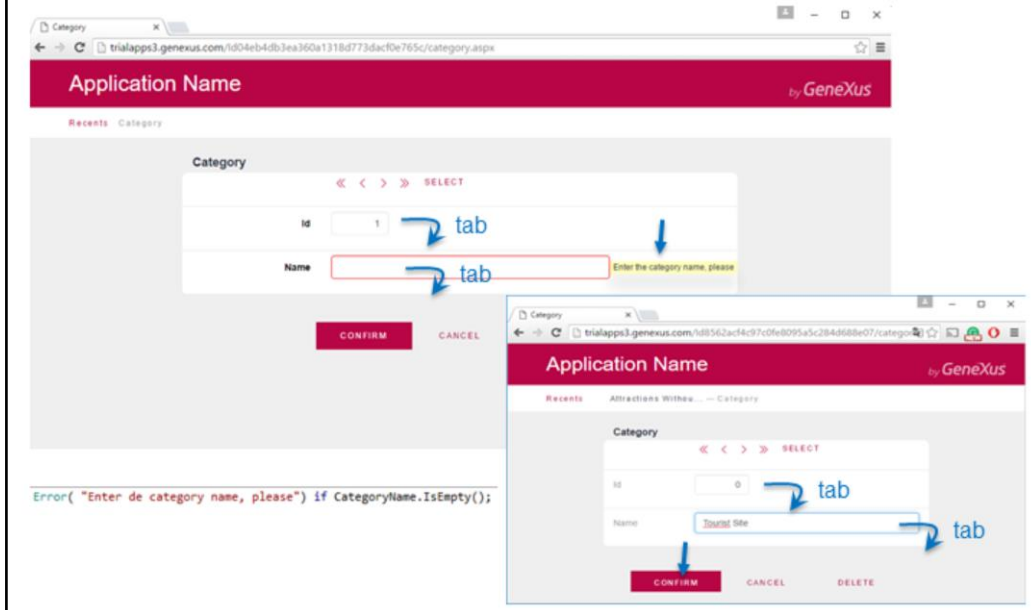 Category
trialapps3.genexus.com/Id04eb4db3ea360a1318d773dacf0e765c/category.aspx
Application Name
by GeneXus
Recents Category
Category
SELECT
Id 1 tab
Name tab Enter the category name, please
CONFIRM CANCEL
Error( "Enter de category name, please") if CategoryName.IsEmpty();
Category
trialapps3.genexus.com/Id8562acf4c97c0fe8095a5c284d688e07/catego
Application Name
by GeneXus
Recents Attractions Withou... — Category
Category
SELECT
Id 0 tab
Name Tourist Site tab
CONFIRM CANCEL DELETE